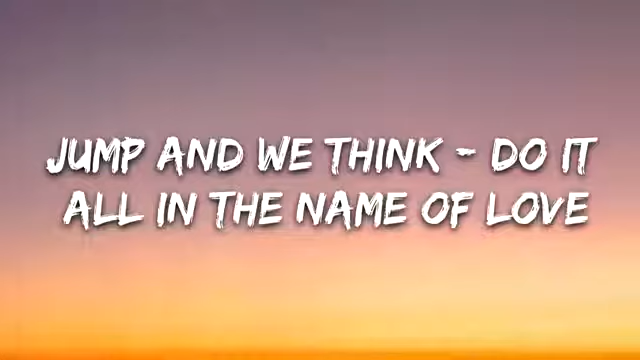 JUMP AND WE THINK - DO IT
ALL IN THE NAME OF LOVE